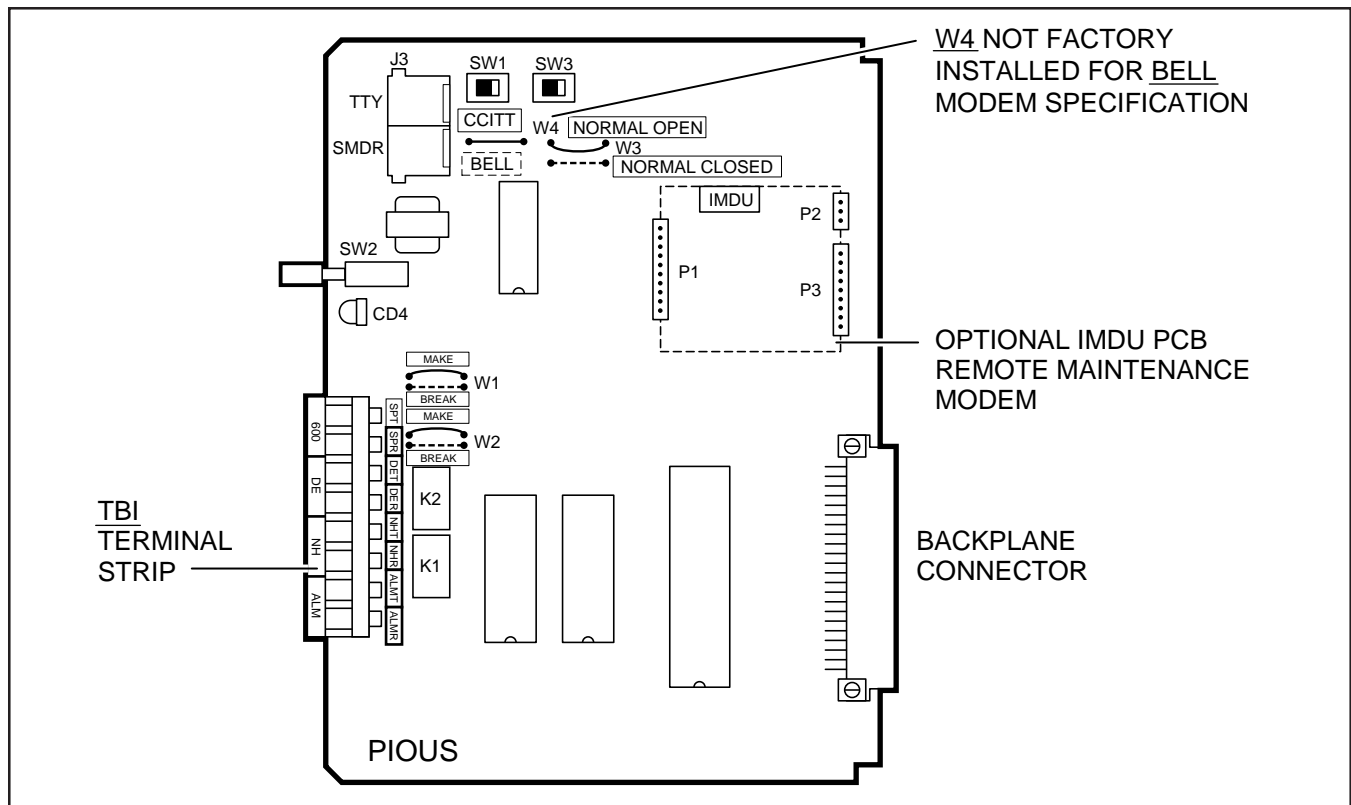 W4 NOT FACTORY
INSTALLED FOR BELL
MODEM SPECIFICATION
J3
SW1
SW3
TTY
CCITT
W4
NORMAL OPEN
SMDR
W3
BELL
NORMAL CLOSED
IMDU
P2
SW2
P1
P3
CD4
OPTIONAL IMDU PCB
REMOTE MAINTENANCE
MODEM
MAKE
W1
BREAK
MAKE
W2
BREAK
600
DE
NH
ALM
SPT
SPR
DET
DER
NHT
NHR
ALMT
ALMR
K2
K1
TBI
TERMINAL
STRIP
BACKPLANE
CONNECTOR
PIOUS